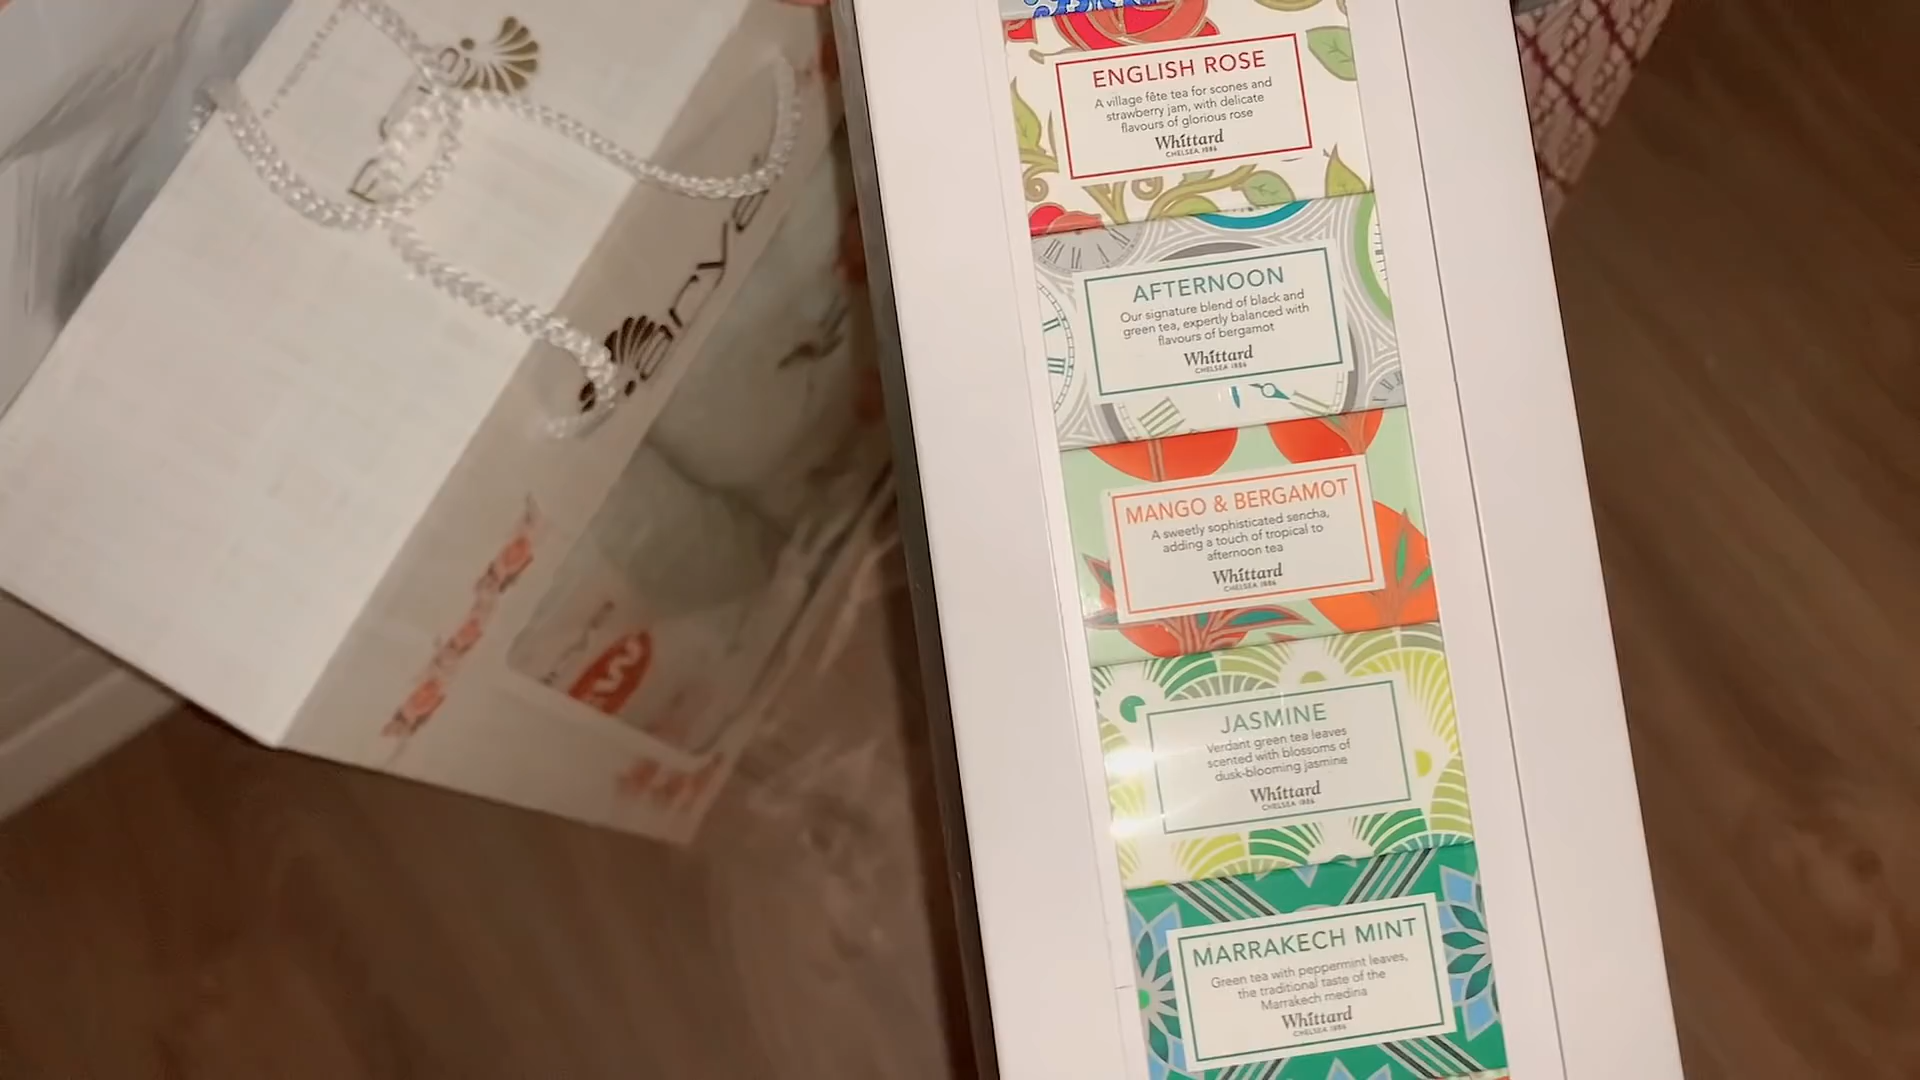 ENGLISH ROSE
A village fête tea for scones and
strawberry jam, with delicate
flavours of glorious rose
Whittard
CHELSEA 1886
AFTERNOON
Our signature blend of black and
green tea, expertly balanced with
flavours of bergamot
Whittard
CHELSEA 1886
MANGO & BERGAMOT
A sweetly sophisticated sencha,
adding a touch of tropical to
afternoon tea
Whittard
CHELSEA 1886
JASMINE
Verdant green tea leaves
scented with blossoms of
dusk-blooming jasmine
Whittard
CHELSEA 1886
MARRAKECH MINT
Green tea with peppermint leaves,
the traditional taste of the
Marrakech medina
Whittard
CHELSEA 1886